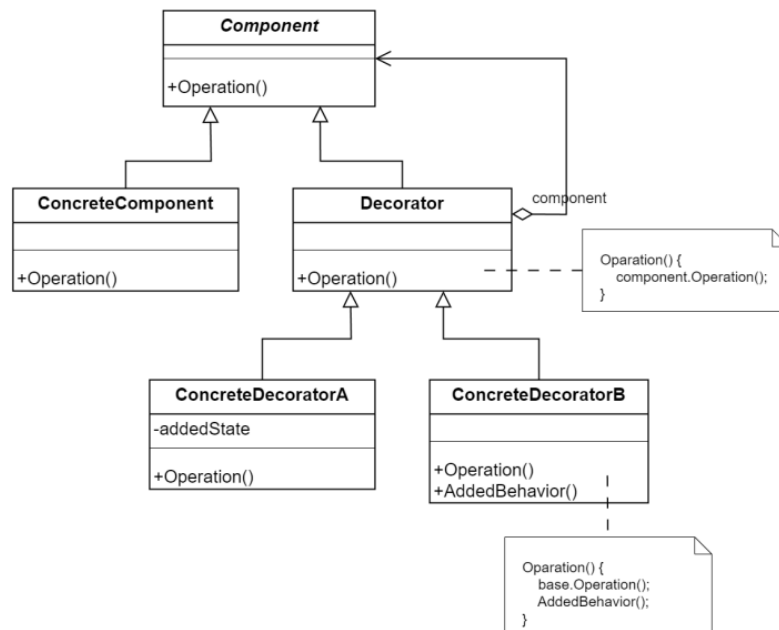 Component
+Operation()
ConcreteComponent
+Operation()
Decorator
+Operation()
component
Oparation() {
component.Operation();
}
ConcreteDecoratorA
-addedState
+Operation()
ConcreteDecoratorB
+Operation()
+AddedBehavior()
Oparation() {
base.Operation();
AddedBehavior();
}